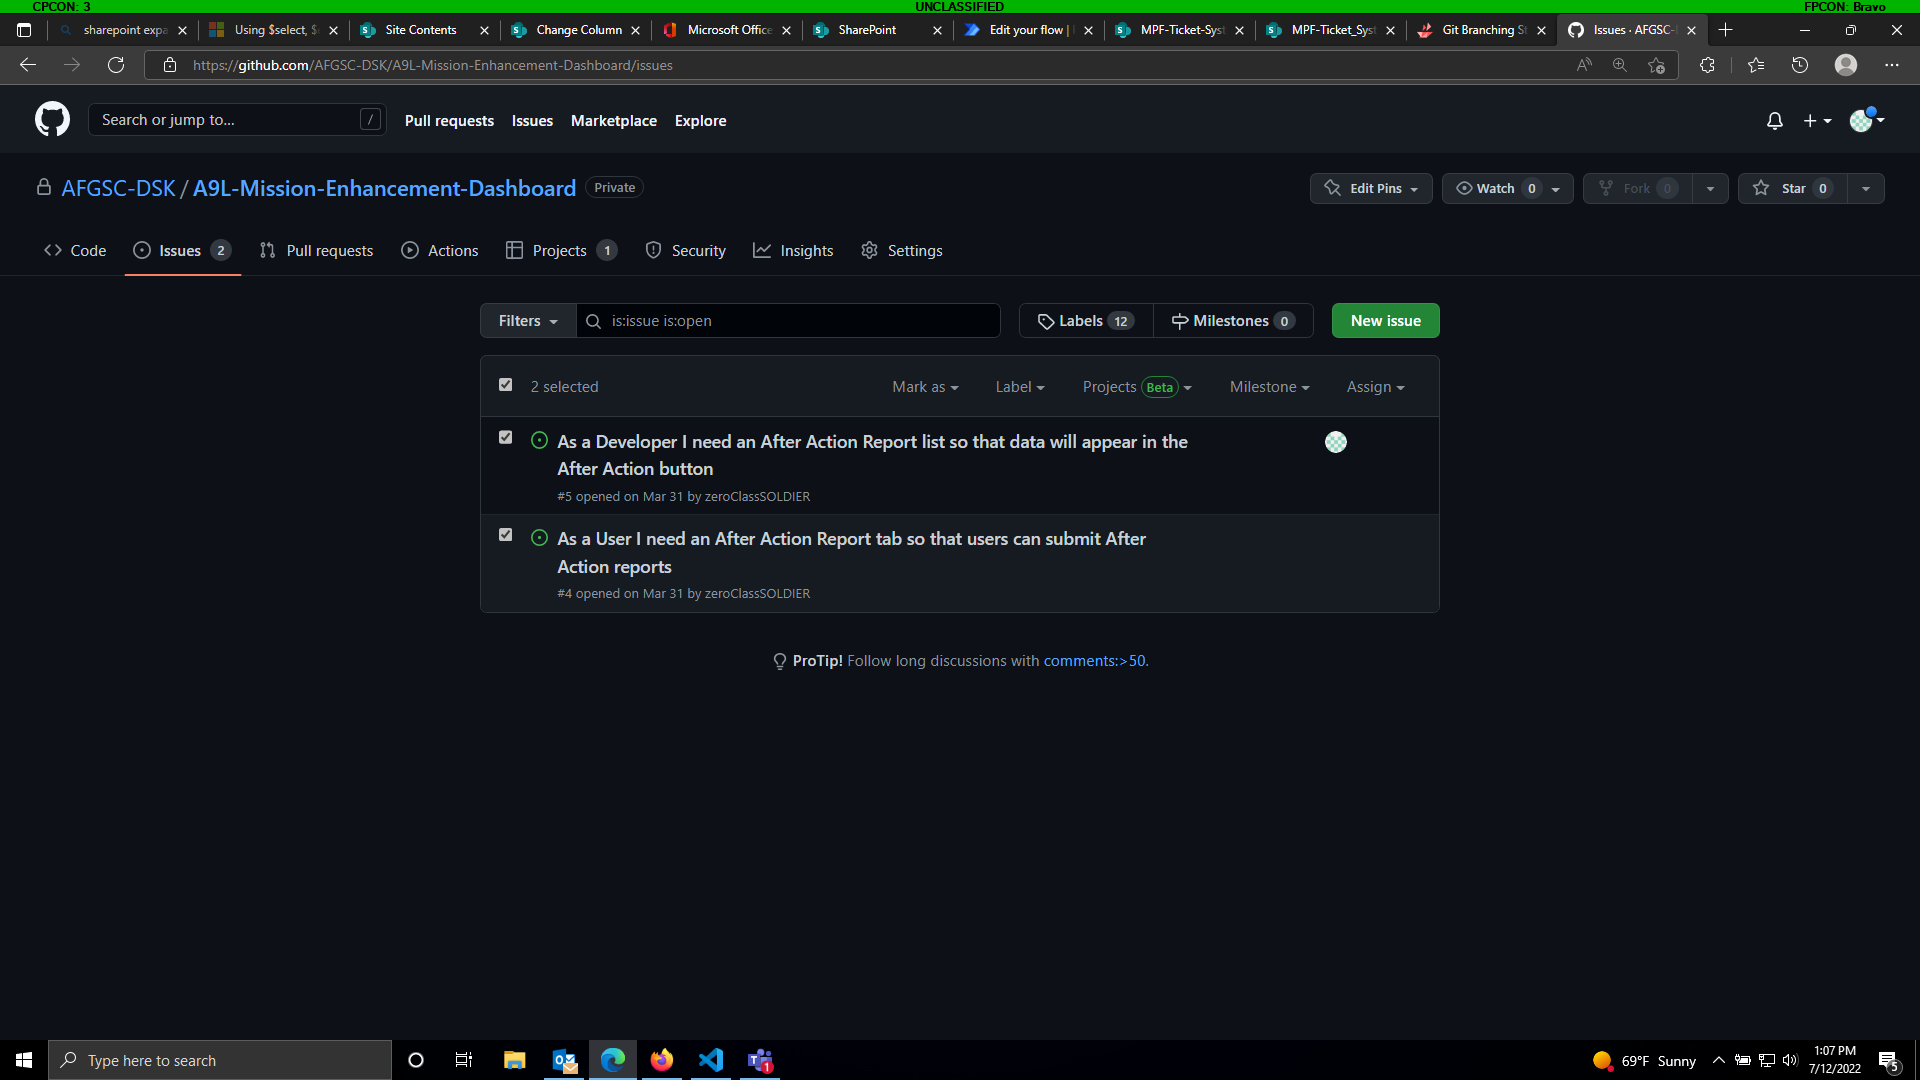 CPCON: 3 UNCLASSIFIED FPCON: Bravo
sharepoint expa Using $select, $ Site Contents Change Column Microsoft Office SharePoint Edit your flow | MPF-Ticket-Syst MPF-Ticket_Syst Git Branching St Issues · AFGSC-
https://github.com/AFGSC-DSK/A9L-Mission-Enhancement-Dashboard/issues
Search or jump to... / Pull requests Issues Marketplace Explore
AFGSC-DSK / A9L-Mission-Enhancement-Dashboard Private Edit Pins Watch 0 Fork 0 Star 0
Code Issues 2 Pull requests Actions Projects 1 Security Insights Settings
Filters is:issue is:open Labels 12 Milestones 0 New issue
2 selected Mark as Label Projects Beta Milestone Assign
As a Developer I need an After Action Report list so that data will appear in the
After Action button
#5 opened on Mar 31 by zeroClassSOLDIER
As a User I need an After Action Report tab so that users can submit After
Action reports
#4 opened on Mar 31 by zeroClassSOLDIER
ProTip! Follow long discussions with comments:>50.
Type here to search 1 69°F Sunny 1:07 PM
7/12/2022 5